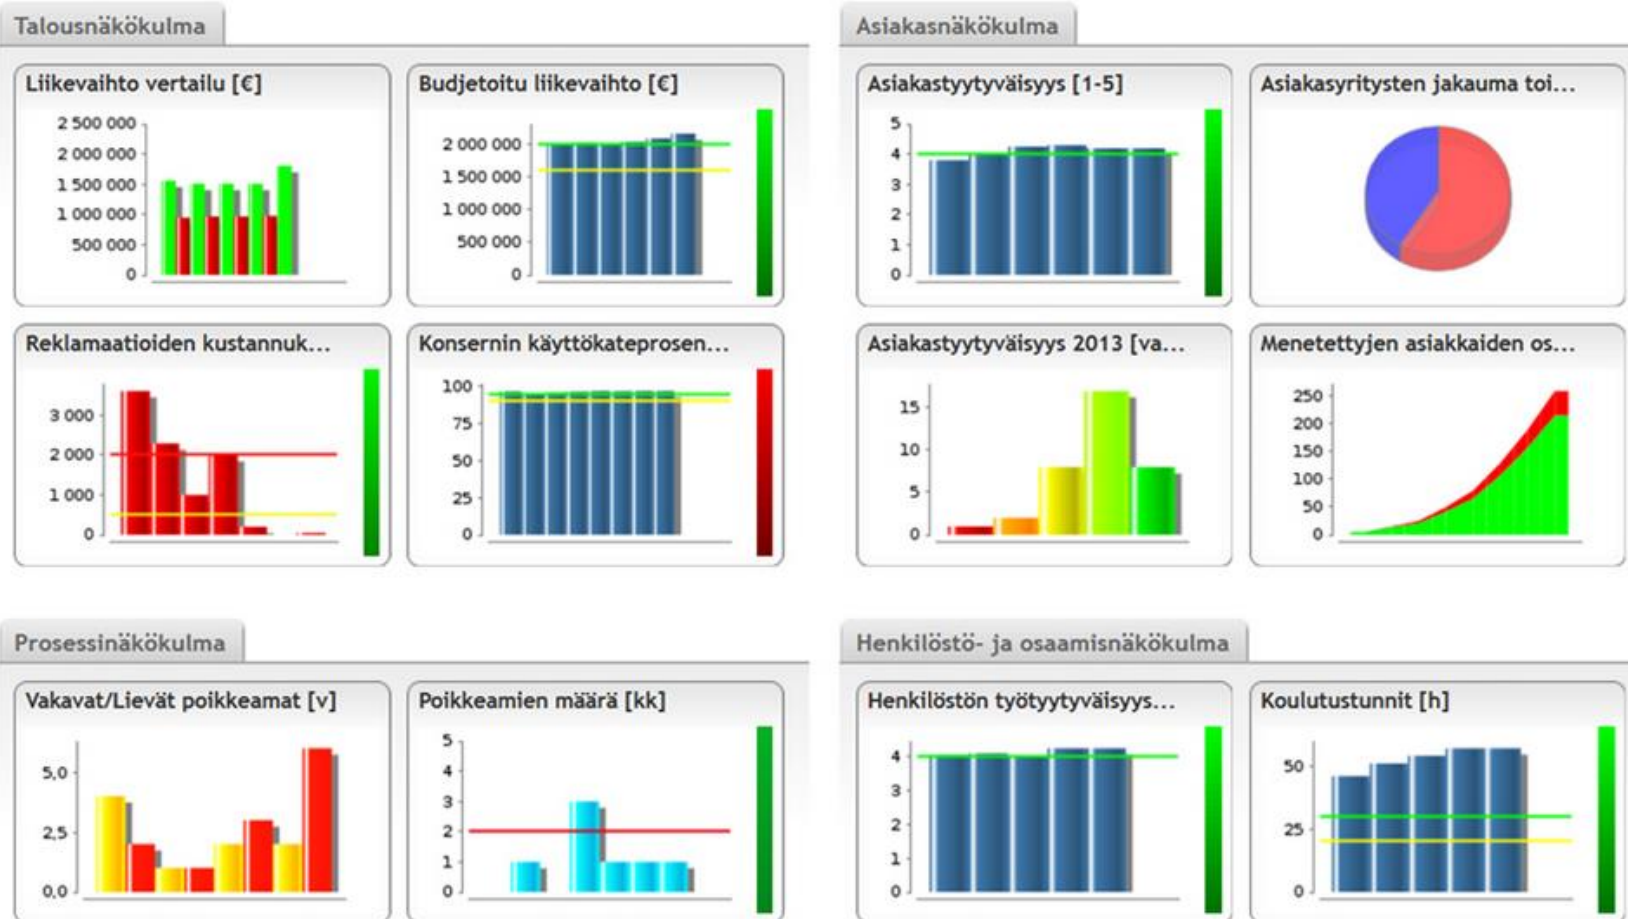 Talousnäkökulma
Liikevaihto vertailu [€]
2 500 000
2 000 000
1 500 000
1 000 000
500 000
0
Budjetoitu liikevaihto [€]
2 000 000
1 500 000
1 000 000
500 000
0
Reklamaatioiden kustannuk...
3 000
2 000
1 000
0
Konsernin käyttökateprosen...
100
75
50
25
0
Asiakasnäkökulma
Asiakastyytyväisyys [1-5]
5
4
3
2
1
0
Asiakasyritysten jakauma toi...
Asiakastyytyväisyys 2013 [va...
15
10
5
0
Menetettyjen asiakkaiden os...
250
200
150
100
50
0
Prosessinäkökulma
Vakavat/Lievät poikkeamat [v]
5,0
2,5
0,0
Poikkeamien määrä [kk]
5
4
3
2
1
0
Henkilöstö- ja osaamisnäkökulma
Henkilöstön työtyytyväisyys...
4
3
2
1
0
Koulutustunnit [h]
50
25
0